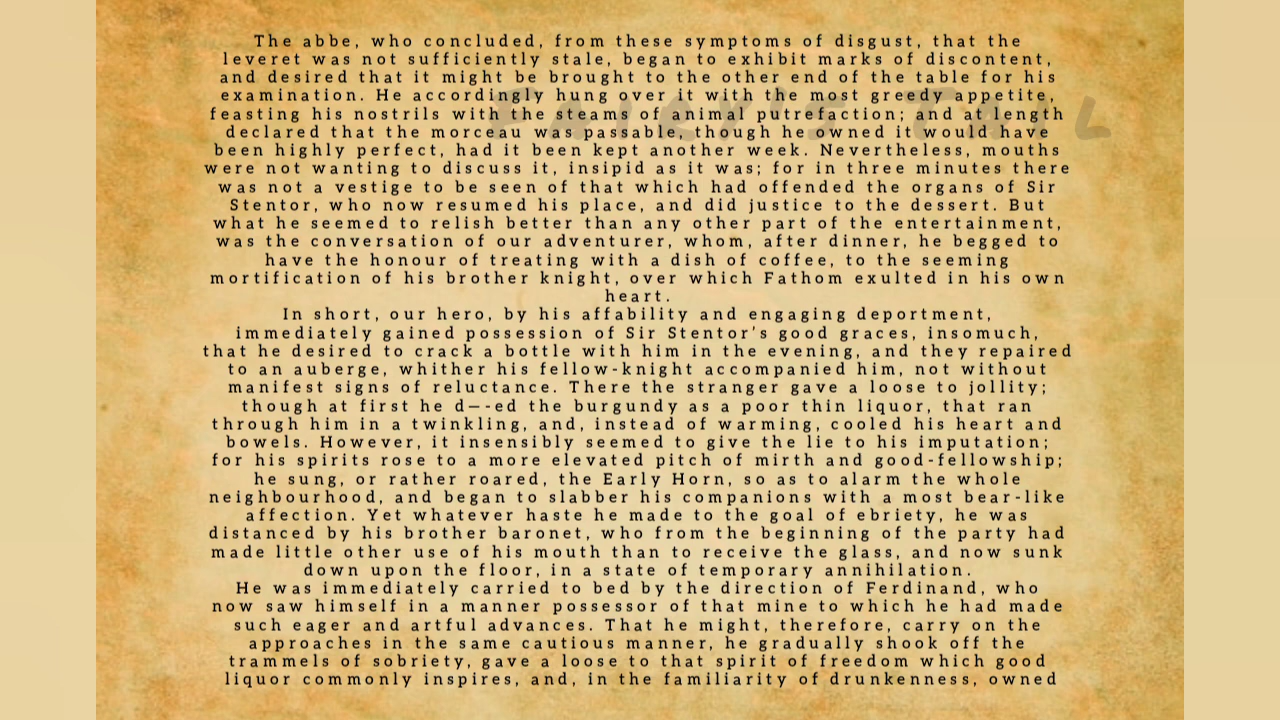 The abbe, who concluded, from these symptoms of disgust, that the
leveret was not sufficiently stale, began to exhibit marks of discontent,
and desired that it might be brought to the other end of the table for his
examination. He accordingly hung over it with the most greedy appetite,
feasting his nostrils with the steams of animal putrefaction; and at length
declared that the morceau was passable, though he owned it would have
been highly perfect, had it been kept another week. Nevertheless, mouths
were not wanting to discuss it, insipid as it was; for in three minutes there
was not a vestige to be seen of that which had offended the organs of Sir
Stentor, who now resumed his place, and did justice to the dessert. But
what he seemed to relish better than any other part of the entertainment,
was the conversation of our adventurer, whom, after dinner, he begged to
have the honour of treating with a dish of coffee, to the seeming
mortification of his brother knight, over which Fathom exulted in his own
heart.
In short, our hero, by his affability and engaging deportment,
immediately gained possession of Sir Stentor's good graces, insomuch,
that he desired to crack a bottle with him in the evening, and they repaired
to an auberge, whither his fellow-knight accompanied him, not without
manifest signs of reluctance. There the stranger gave a loose to jollity;
though at first he d—-ed the burgundy as a poor thin liquor, that ran
through him in a twinkling, and, instead of warming, cooled his heart and
bowels. However, it insensibly seemed to give the lie to his imputation;
for his spirits rose to a more elevated pitch of mirth and good-fellowship;
he sung, or rather roared, the Early Horn, so as to alarm the whole
neighbourhood, and began to slabber his companions with a most bear-like
affection. Yet whatever haste he made to the goal of ebriety, he was
distanced by his brother baronet, who from the beginning of the party had
made little other use of his mouth than to receive the glass, and now sunk
down upon the floor, in a state of temporary annihilation.
He was immediately carried to bed by the direction of Ferdinand, who
now saw himself in a manner possessor of that mine to which he had made
such eager and artful advances. That he might, therefore, carry on the
approaches in the same cautious manner, he gradually shook off the
trammels of sobriety, gave a loose to that spirit of freedom which good
liquor commonly inspires, and, in the familiarity of drunkenness, owned